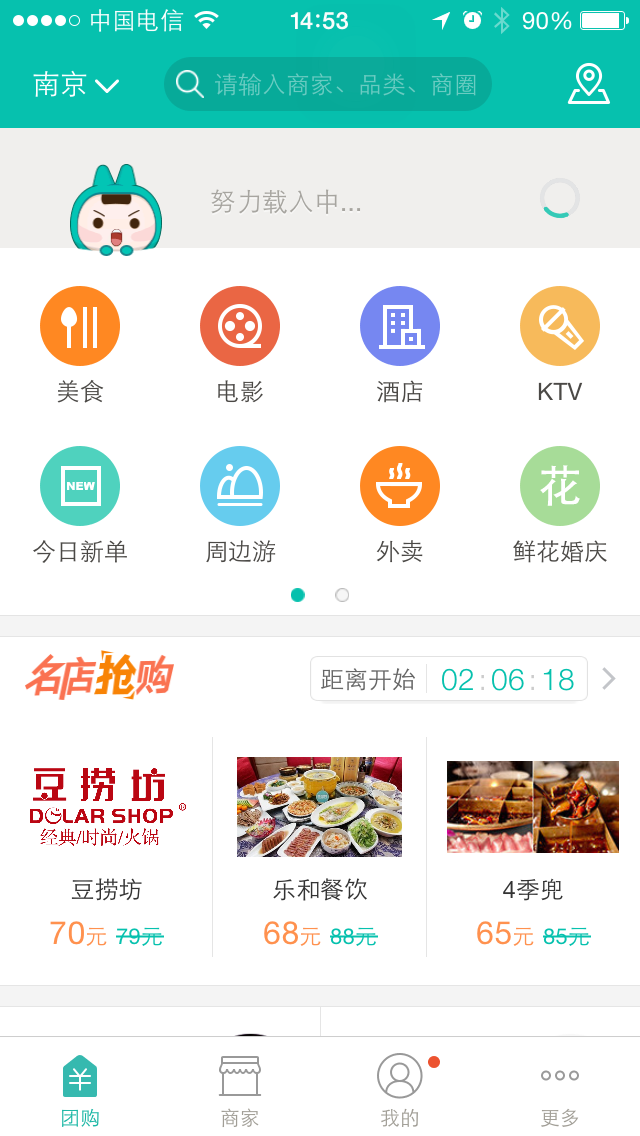 中国电信 14:53 90%
南京 请输入商家、品类、商圈
努力载入中...
美食 电影 酒店 KTV
NEW 花
今日新单 周边游 外卖 鲜花婚庆
名店抢购 距离开始 02:06:18
豆捞坊
DOLAR SHOP®
经典/时尚/火锅
豆捞坊 乐和餐饮 4季兜
70元 79元 68元 88元 65元 85元
团购 商家 我的 更多